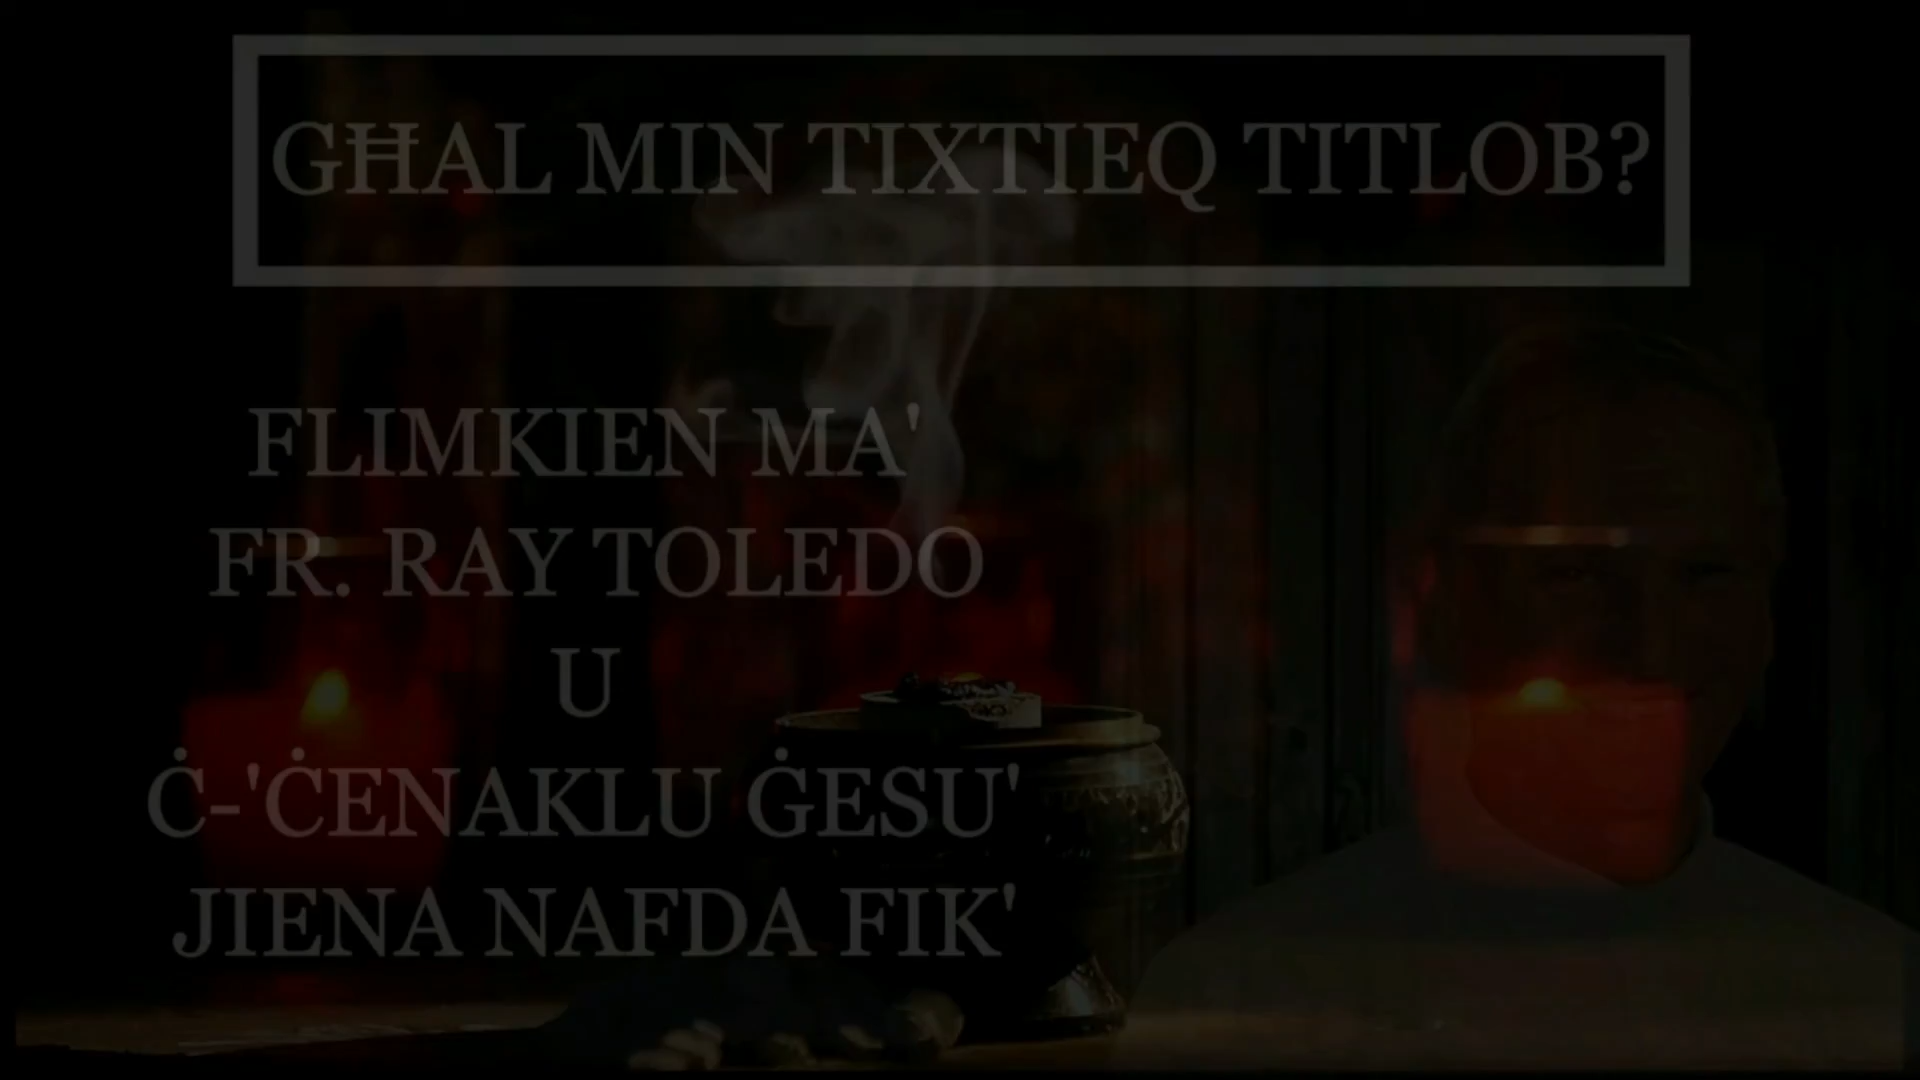 GĦAL MIN TIXTIEQ TITLOB?
FLIMKIEN MA'
FR. RAY TOLEDO
U
Ċ-'ĊENAKLU ĠESU'
JIENA NAFDA FIK'